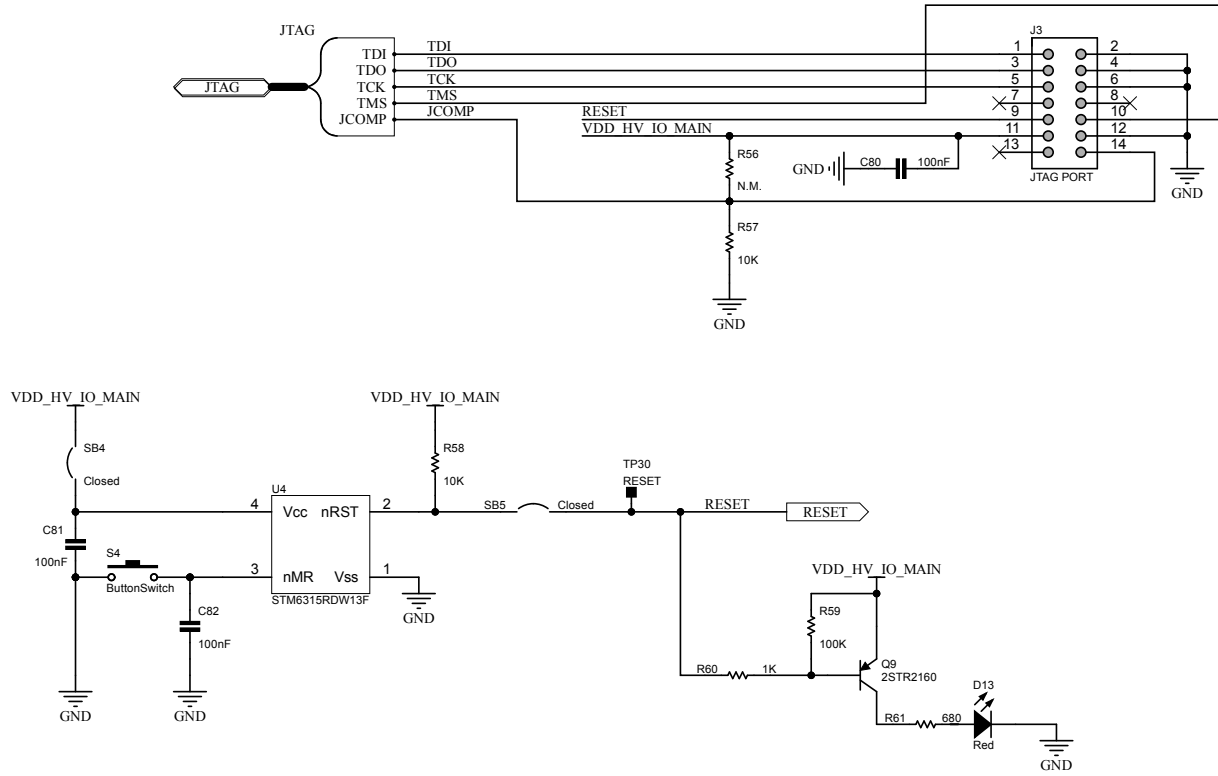 JTAG
J3
TDI TDI 1 2
TDO TDO 3 4
JTAG TCK TCK 5 6
TMS TMS 7 8
JCOMP JCOMP RESET 9 10
VDD_HV_IO_MAIN 11 12
13 14
R56
N.M.
GND C80 100nF
JTAG PORT
GND
R57
10K
GND
VDD_HV_IO_MAIN VDD_HV_IO_MAIN
SB4
Closed
R58
10K
TP30
RESET
U4
4 Vcc nRST 2 SB5 Closed RESET RESET
C81
100nF
S4
ButtonSwitch
3 nMR Vss 1
STM6315RDW13F
GND
C82
100nF
GND GND
VDD_HV_IO_MAIN
R59
100K
R60 1K
Q9
2STR2160
D13
R61 680
Red
GND